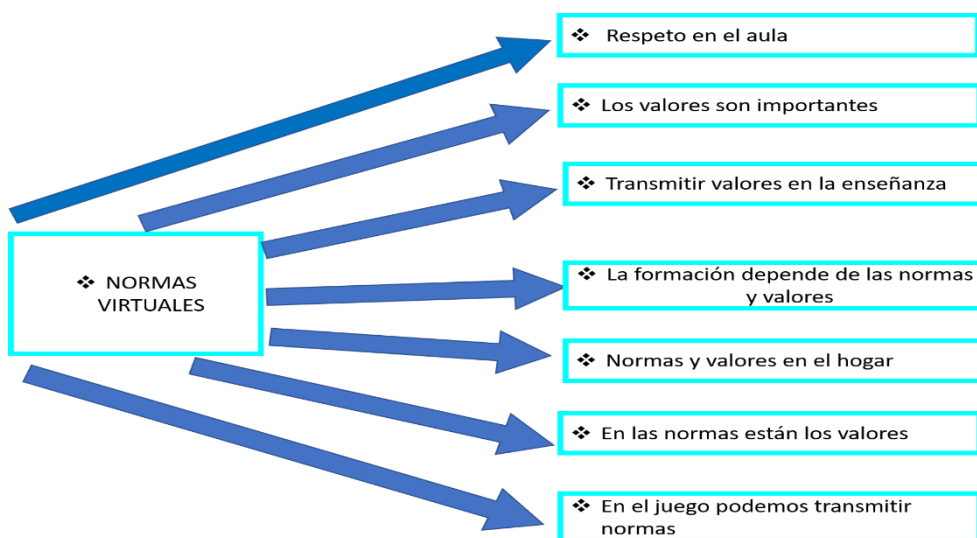 ❖ Respeto en el aula
❖ Los valores son importantes
❖ Transmitir valores en la enseñanza
❖ NORMAS
VIRTUALES
❖ La formación depende de las normas
y valores
❖ Normas y valores en el hogar
❖ En las normas están los valores
❖ En el juego podemos transmitir
normas